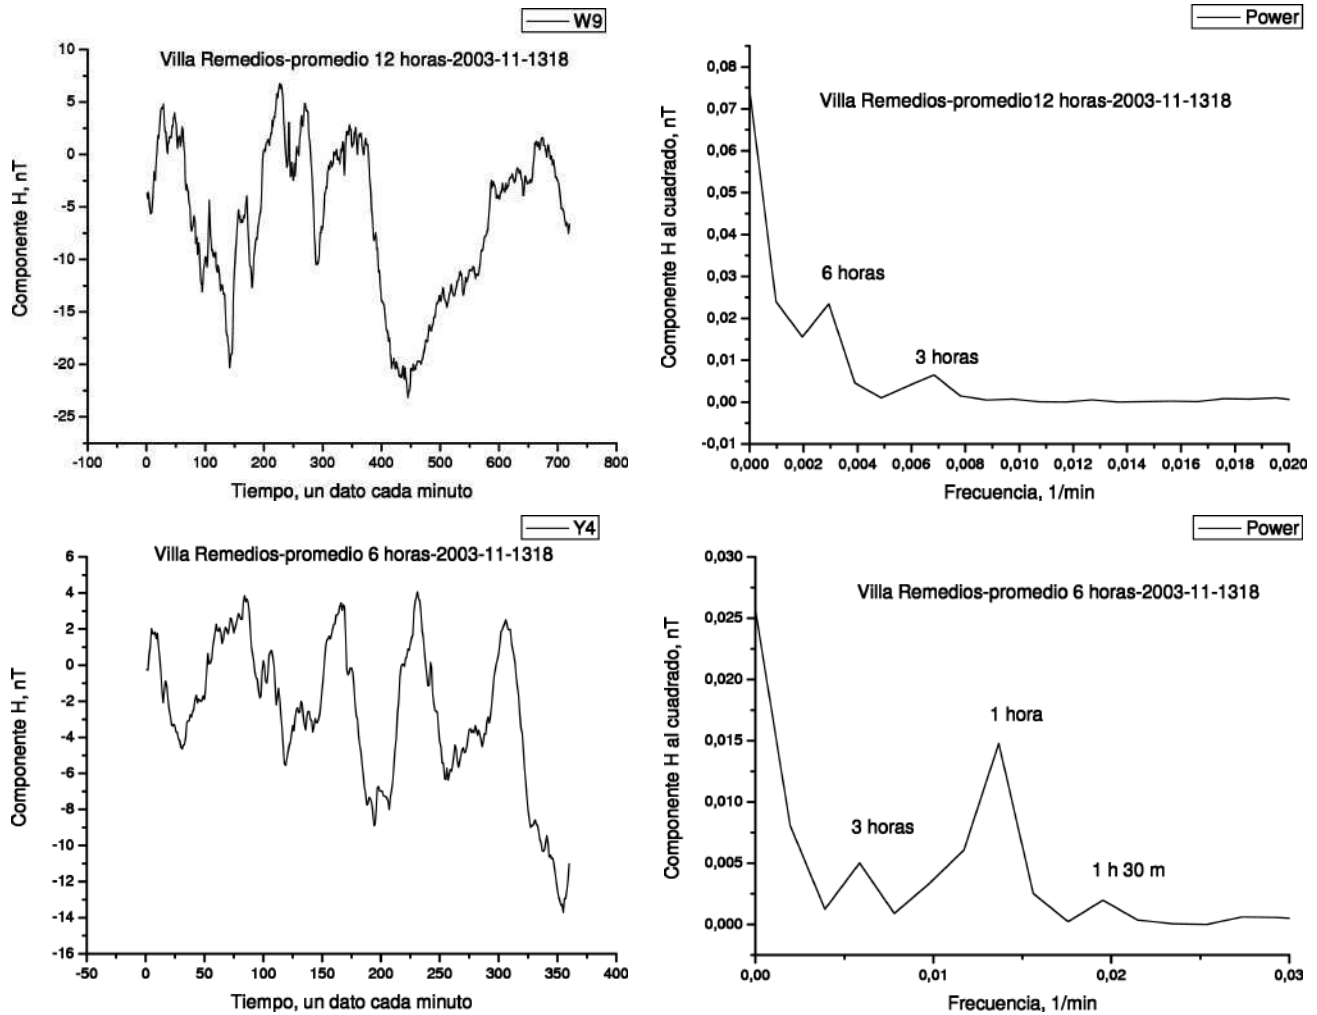 W9
Villa Remedios-promedio 12 horas-2003-11-1318
10
5
0
-5
-10
-15
-20
-25
Componente H, nT
-100 0 100 200 300 400 500 600 700 800
Tiempo, un dato cada minuto
Power
Villa Remedios-promedio12 horas-2003-11-1318
0,08
0,07
0,06
0,05
0,04
0,03
0,02
0,01
0,00
-0,01
Componente H al cuadrado, nT
6 horas
3 horas
0,000 0,002 0,004 0,006 0,008 0,010 0,012 0,014 0,016 0,018 0,020
Frecuencia, 1/min
Y4
Villa Remedios-promedio 6 horas-2003-11-1318
6
4
2
0
-2
-4
-6
-8
-10
-12
-14
-16
Componente H, nT
-50 0 50 100 150 200 250 300 350 400
Tiempo, un dato cada minuto
Power
Villa Remedios-promedio 6 horas-2003-11-1318
0,030
0,025
0,020
0,015
0,010
0,005
0,000
Componente H al cuadrado, nT
1 hora
3 horas
1 h 30 m
0,00 0,01 0,02 0,03
Frecuencia, 1/min